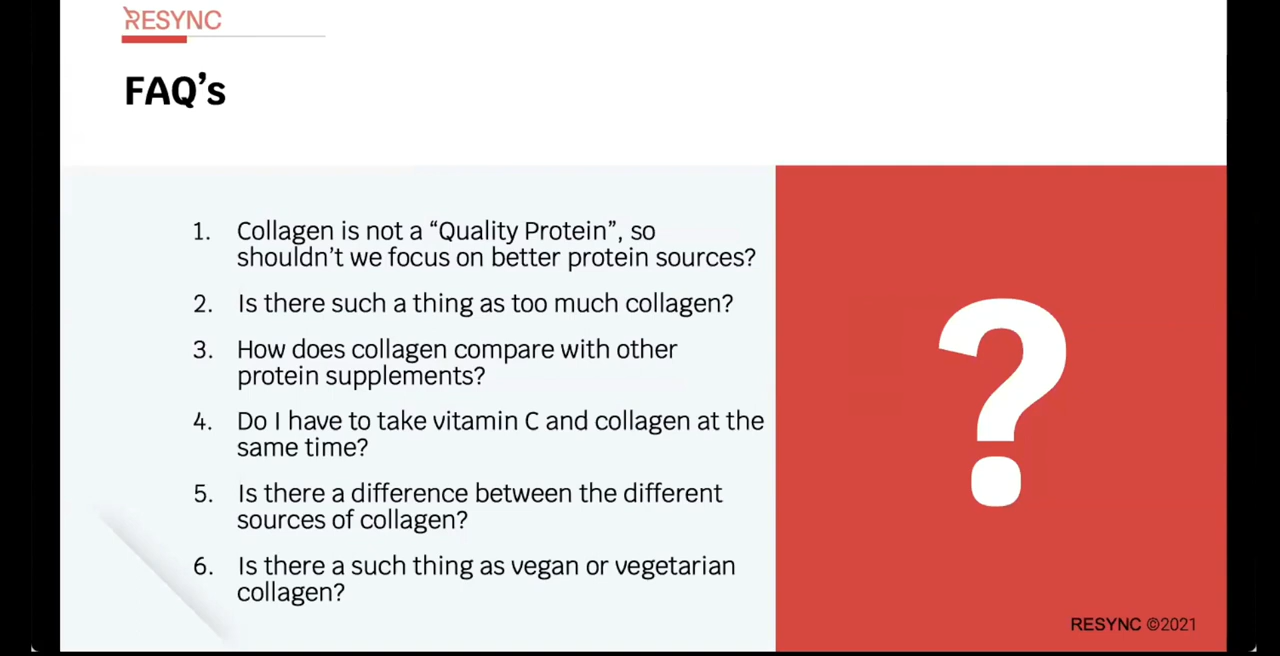 RESYNC
FAQ’s
1. Collagen is not a “Quality Protein”, so
shouldn’t we focus on better protein sources?
2. Is there such a thing as too much collagen?
3. How does collagen compare with other
protein supplements?
4. Do I have to take vitamin C and collagen at the
same time?
5. Is there a difference between the different
sources of collagen?
6. Is there a such thing as vegan or vegetarian
collagen?
?
RESYNC ©2021